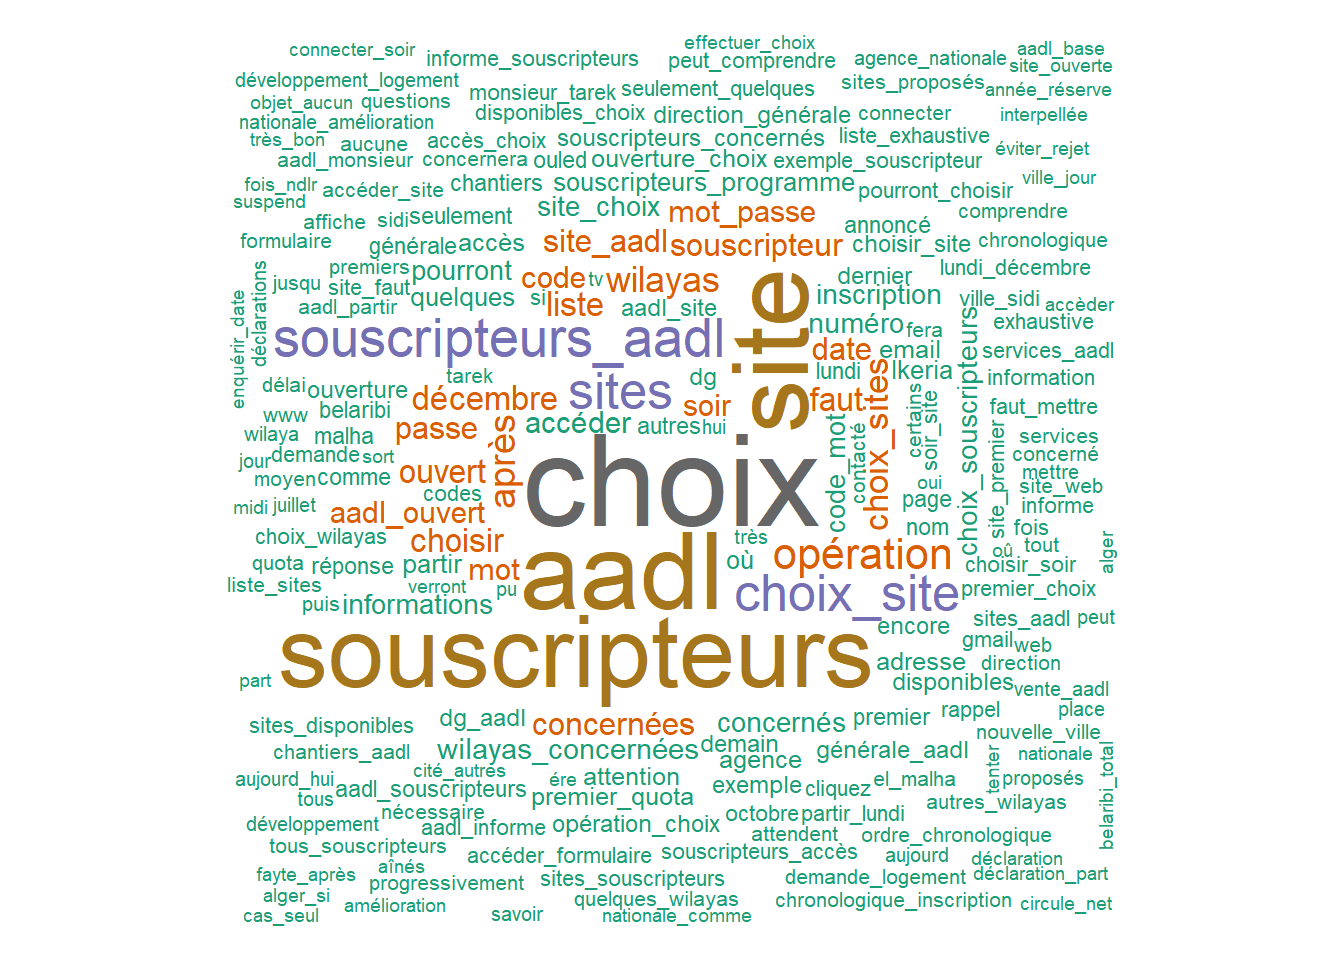 connecter_soir
informe_souscripteurs
effectuer_choix
peut_comprendre
agence_nationale
aadl_base
site_ouverte
développement_logement
monsieur_tarek
seulement_quelques
sites_proposés
année_réserve
objet_aucun
questions
disponibles_choix
direction_générale
connecter
interpellée
nationale_amélioration
très_bon
aucune
accès_choix
souscripteurs_concernés
liste_exhaustive
éviter_rejet
aadl_monsieur
concernera
ouled
ouverture_choix
exemple_souscripteur
fois_ndlr
accéder_site
chantiers
souscripteurs_programme
pourront_choisir
ville_jour
suspend
affiche
sidi
seulement
site_choix
mot_passe
annoncé
comprendre
formulaire
générale
accès
site_aadl
souscripteur
choisir_site
chronologique
déclarations
jusqu
premiers
site_faut
pourront
code
tv
wilayas
dernier
lundi_décembre
aadl_partir
quelques
si
liste
aadl_site
site
inscription
ville_sidi
accèder
enquérir_date
souscripteurs_aadl
numéro
fera
exhaustive
date
email
services_aadl
délai
ouverture
tarek
sites
dg
lundi
lkeria
information
www
belaribi
décembre
soir
faut
choix_sites
certains
soir_site
choix_souscripteurs
faut_mettre
wilaya
malha
passe
après
accéder
autres
hui
code_mot
contacté
site_premier
services
concerné
jour
demande
sort
ouvert
choix
oui
mettre
moyen
comme
codes
page
site_web
midi
juillet
aadl_ouvert
nom
informe
fois
choix_wilayas
choisir
aadl
très
où
opération
où
tout
alger
quota
réponse
partir
mot
choisir_soir
liste_sites
verront
pu
choix_site
premier_choix
puis
informations
souscripteurs
encore
sites_aadl
peut
gmail
web
part
adresse
direction
disponibles
vente_aadl
sites_disponibles
dg_aadl
concernées
concernés
premier
rappel
place
nouvelle_ville
chantiers_aadl
wilayas_concernées
demain
agence
générale_aadl
tenter
nationale
belaribi_total
aujourd_hui
cité_autres
ére
attention
exemple
cliquez
el_malha
proposés
tous
aadl_souscripteurs
nécessaire
premier_quota
octobre
partir_lundi
autres_wilayas
développement
aadl_informe
opération_choix
attendent
ordre_chronologique
tous_souscripteurs
accéder_formulaire
souscripteurs_accès
aujourd
déclaration
fayte_après
aînés
progressivement
sites_souscripteurs
demande_logement
déclaration_part
alger_si
amélioration
quelques_wilayas
chronologique_inscription
circule_net
cas_seul
savoir
nationale_comme